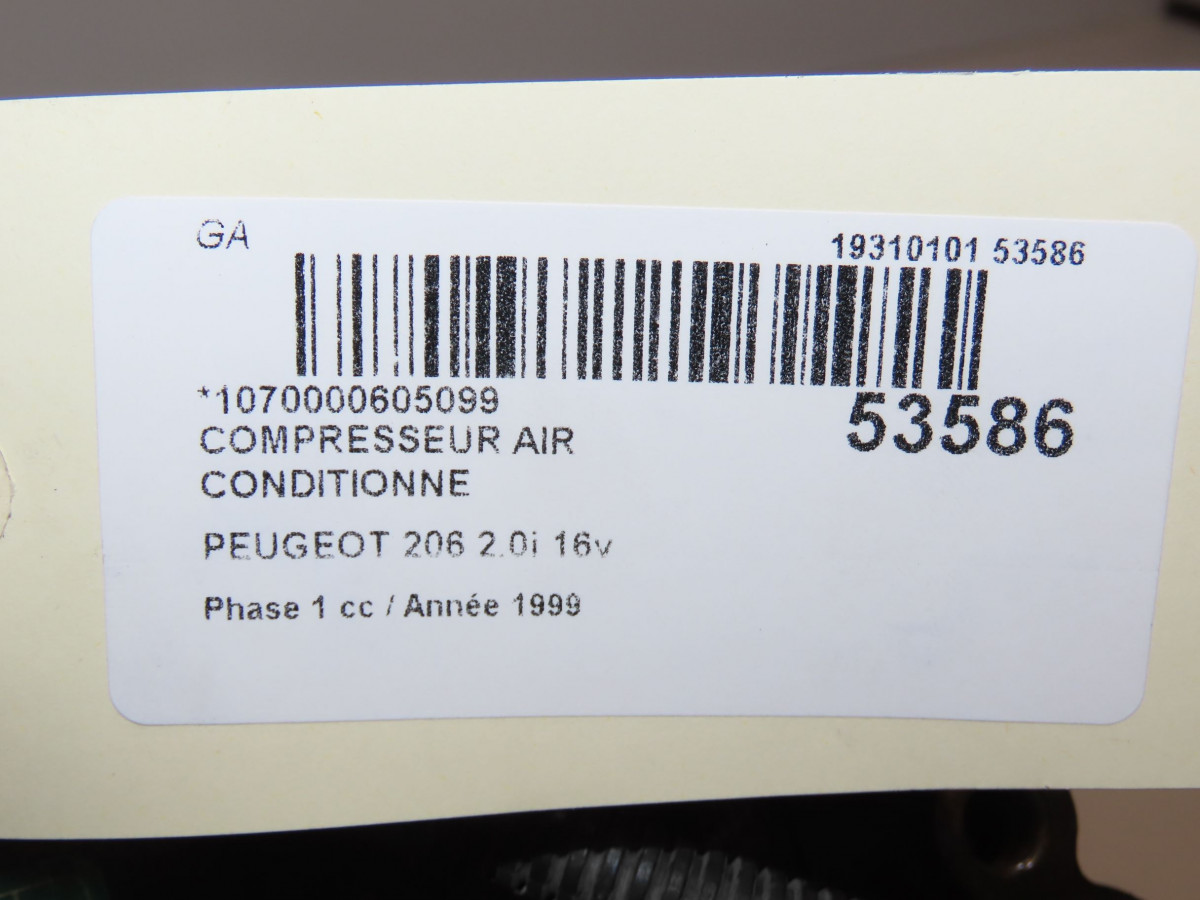 GA
19310101 53586
*1070000605099
53586
COMPRESSEUR AIR
CONDITIONNE
PEUGEOT 206 2.0i 16v
Phase 1 cc / Année 1999